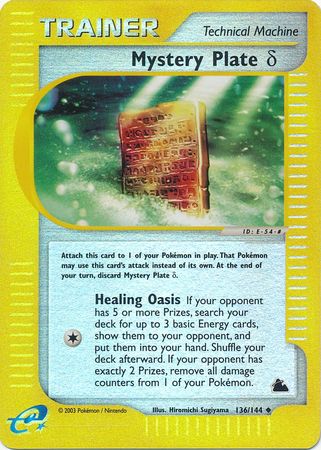 TRAINER
Technical Machine
Mystery Plate δ
ID: E-54-#
Attach this card to 1 of your Pokémon in play. That Pokémon
may use this card's attack instead of its own. At the end of
your turn, discard Mystery Plate δ.
Healing Oasis If your opponent
has 5 or more Prizes, search your
deck for up to 3 basic Energy cards,
show them to your opponent, and
put them into your hand. Shuffle your
deck afterward. If your opponent has
exactly 2 Prizes, remove all damage
counters from 1 of your Pokémon.
© 2003 Pokémon / Nintendo
Illus. Hiromichi Sugiyama
136/144 ◆
e